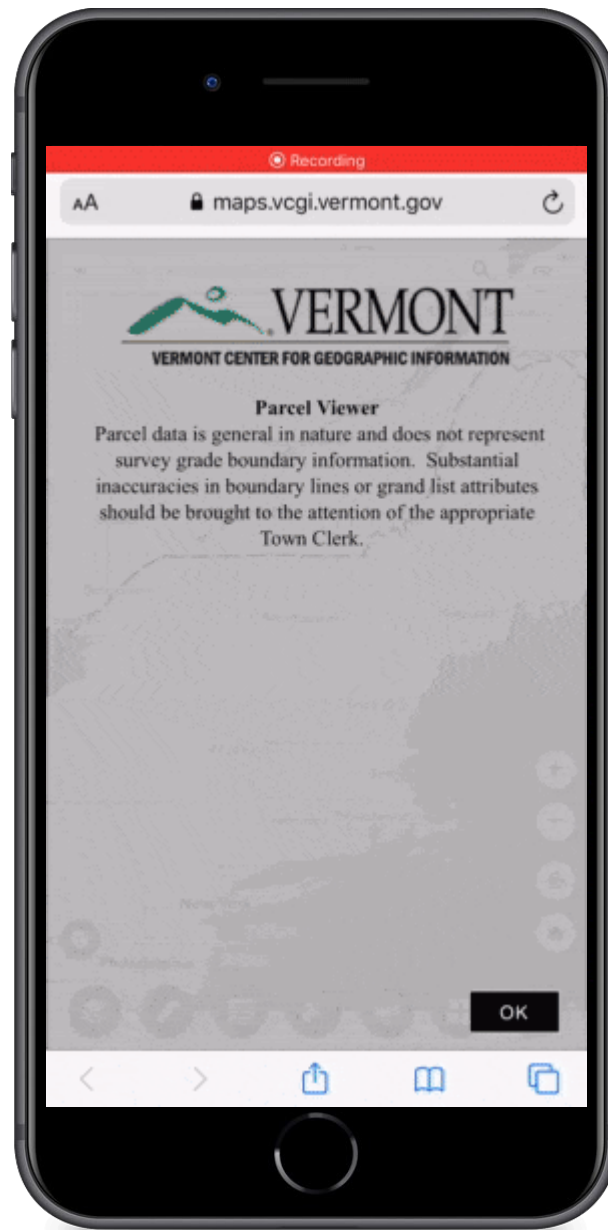 Recording
AA maps.vcgi.vermont.gov
VERMONT
VERMONT CENTER FOR GEOGRAPHIC INFORMATION
Parcel Viewer
Parcel data is general in nature and does not represent
survey grade boundary information. Substantial
inaccuracies in boundary lines or grand list attributes
should be brought to the attention of the appropriate
Town Clerk.
New York
Philadelphia
OK